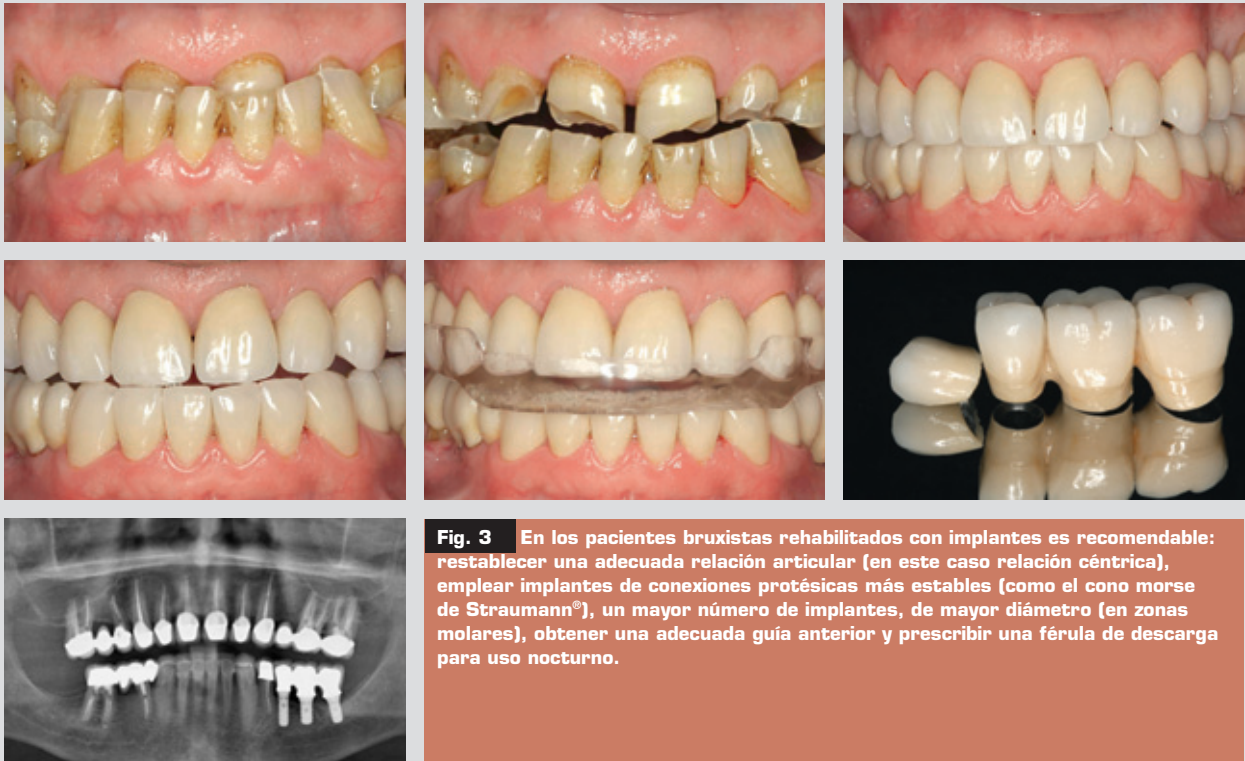 Fig. 3 En los pacientes bruxistas rehabilitados con implantes es recomendable:
restablecer una adecuada relación articular (en este caso relación céntrica),
emplear implantes de conexiones protésicas más estables (como el cono morse
de Straumann®), un mayor número de implantes, de mayor diámetro (en zonas
molares), obtener una adecuada guía anterior y prescribir una férula de descarga
para uso nocturno.